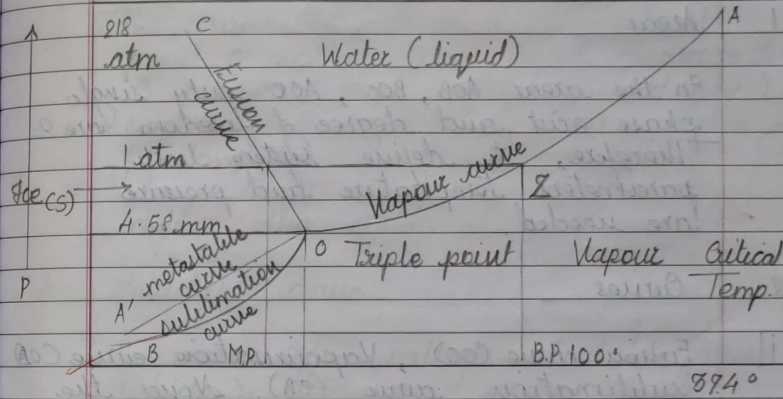 218
atm
C
A
Water (liquid)
Fusion
curve
1 atm
Vapour curve
Ice(s)
Z
4.58 mm
O
Triple point
Vapour
Critical
Temp.
metastable
curve
sublimation
curve
P
A'
B
M.P.
B.P.100°
374°